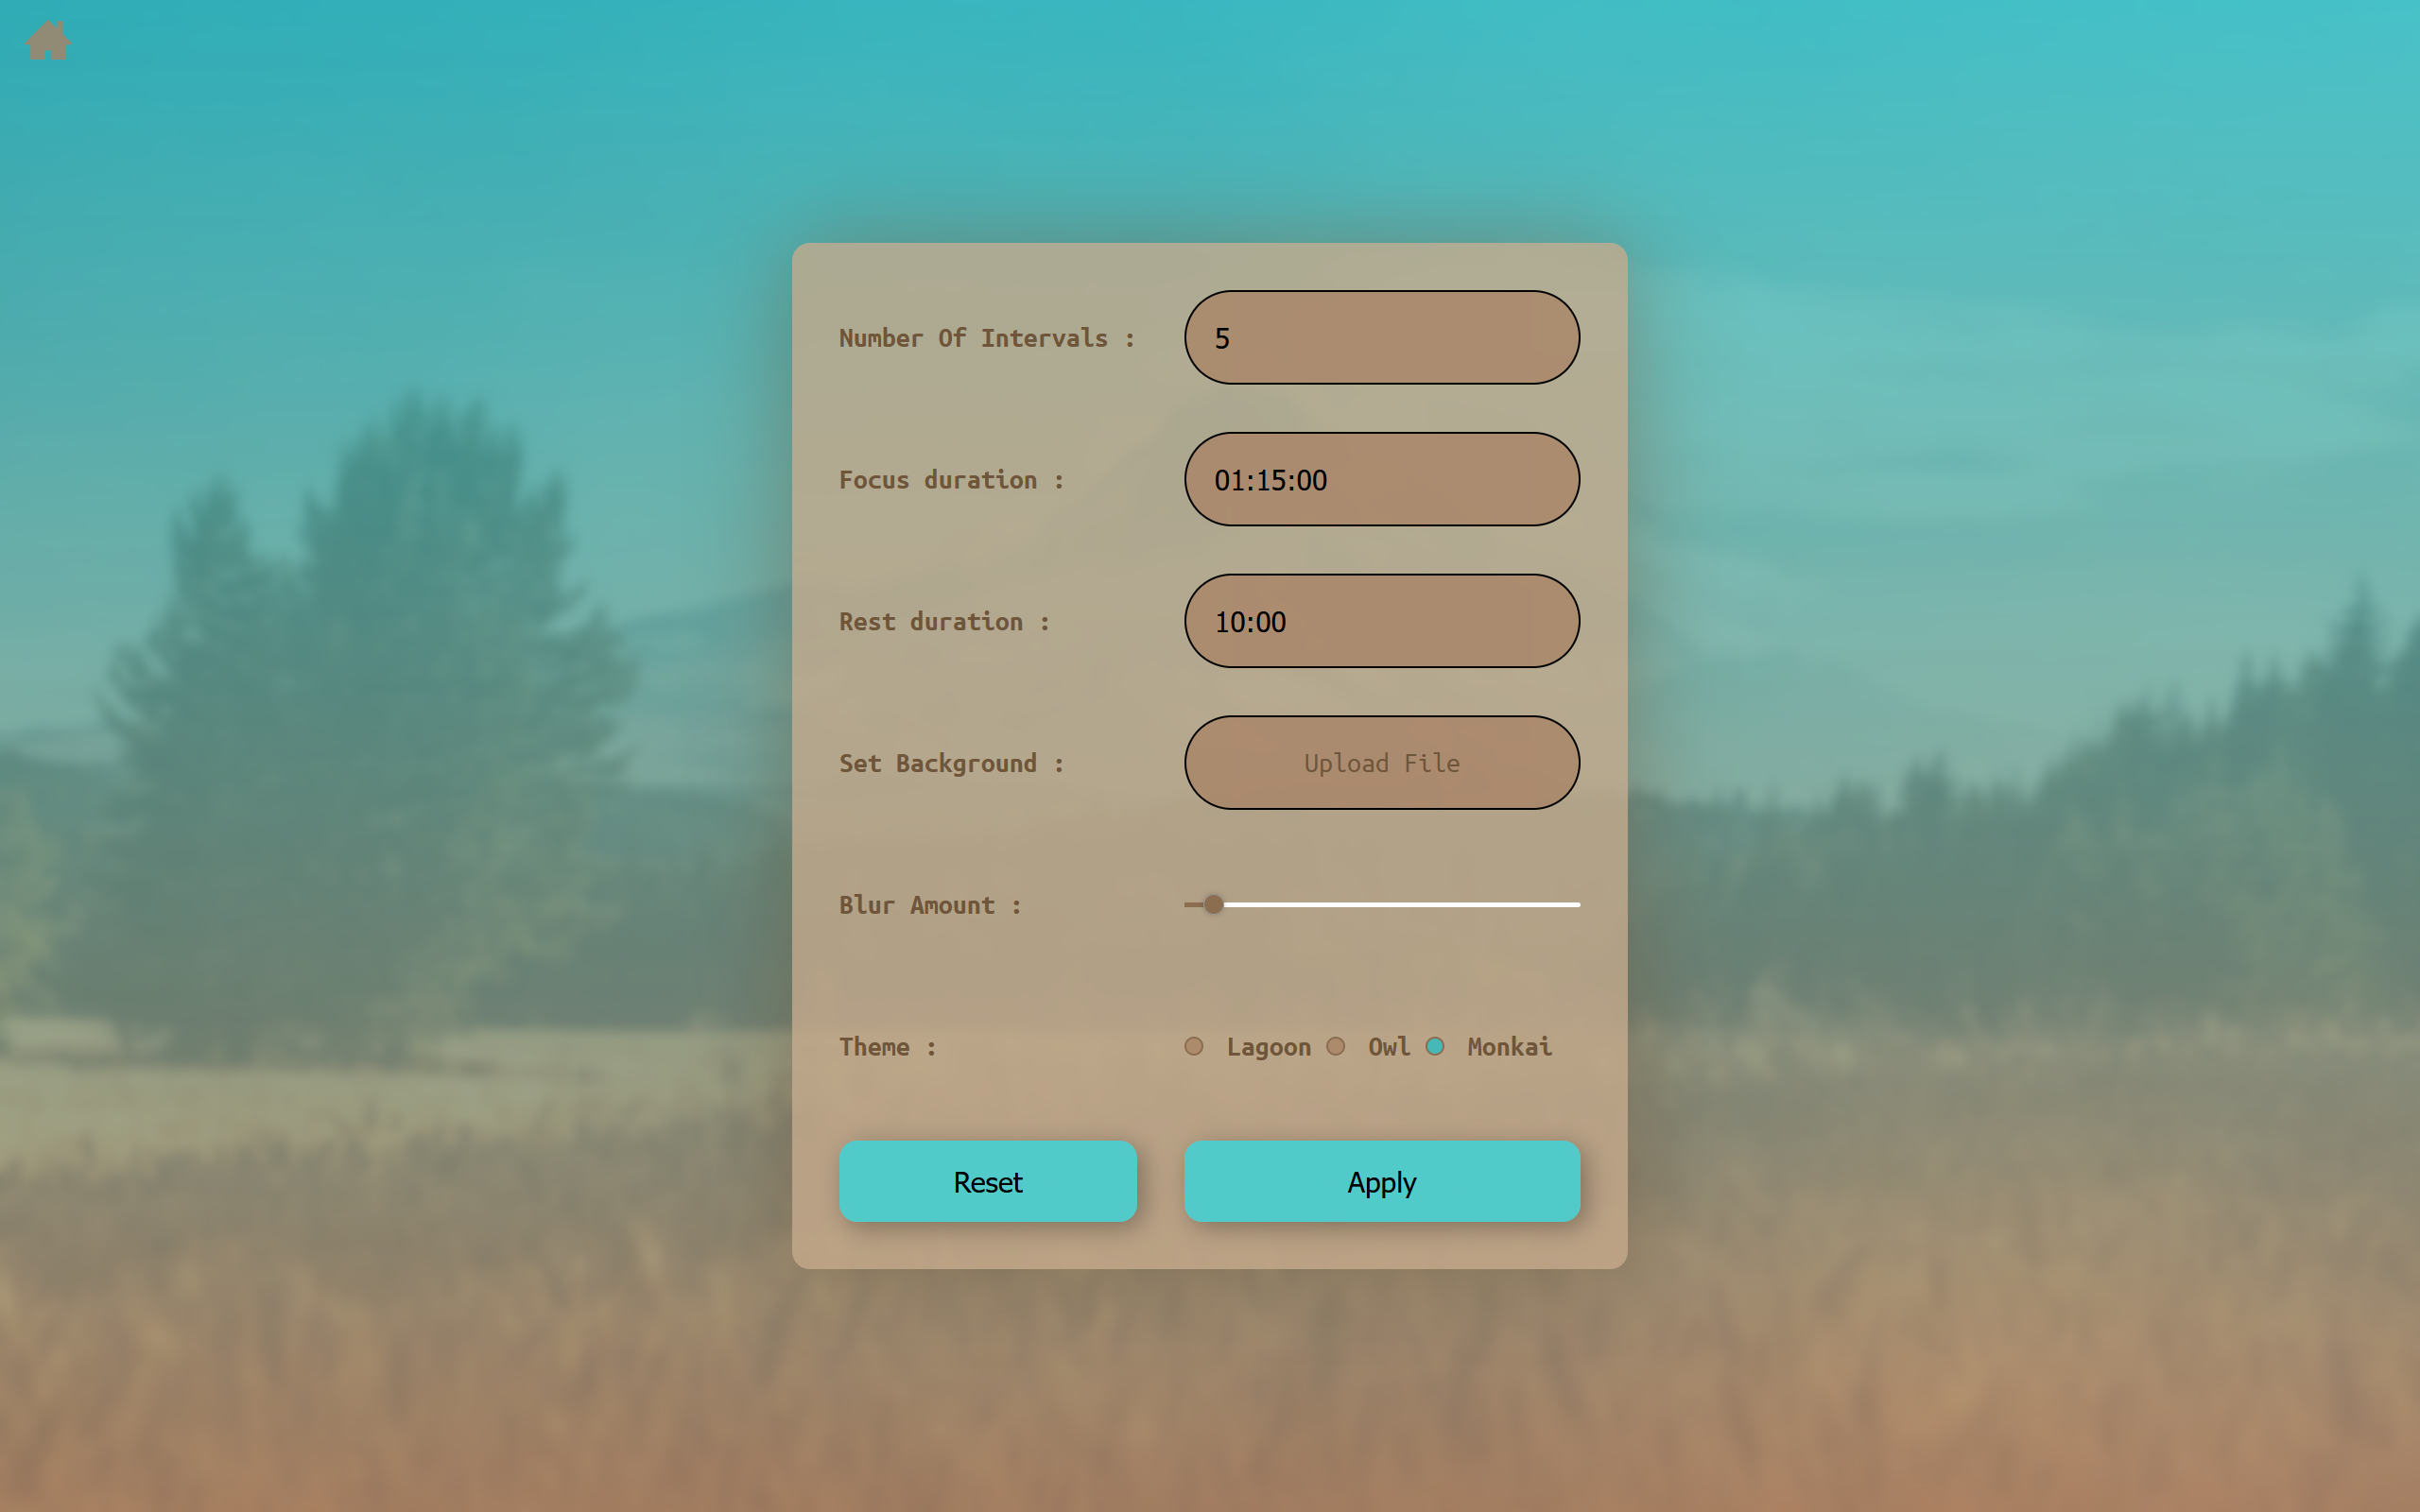 Number Of Intervals : 5
Focus duration : 01:15:00
Rest duration : 10:00
Set Background : Upload File
Blur Amount :
Theme : Lagoon Owl Monkai
Reset Apply